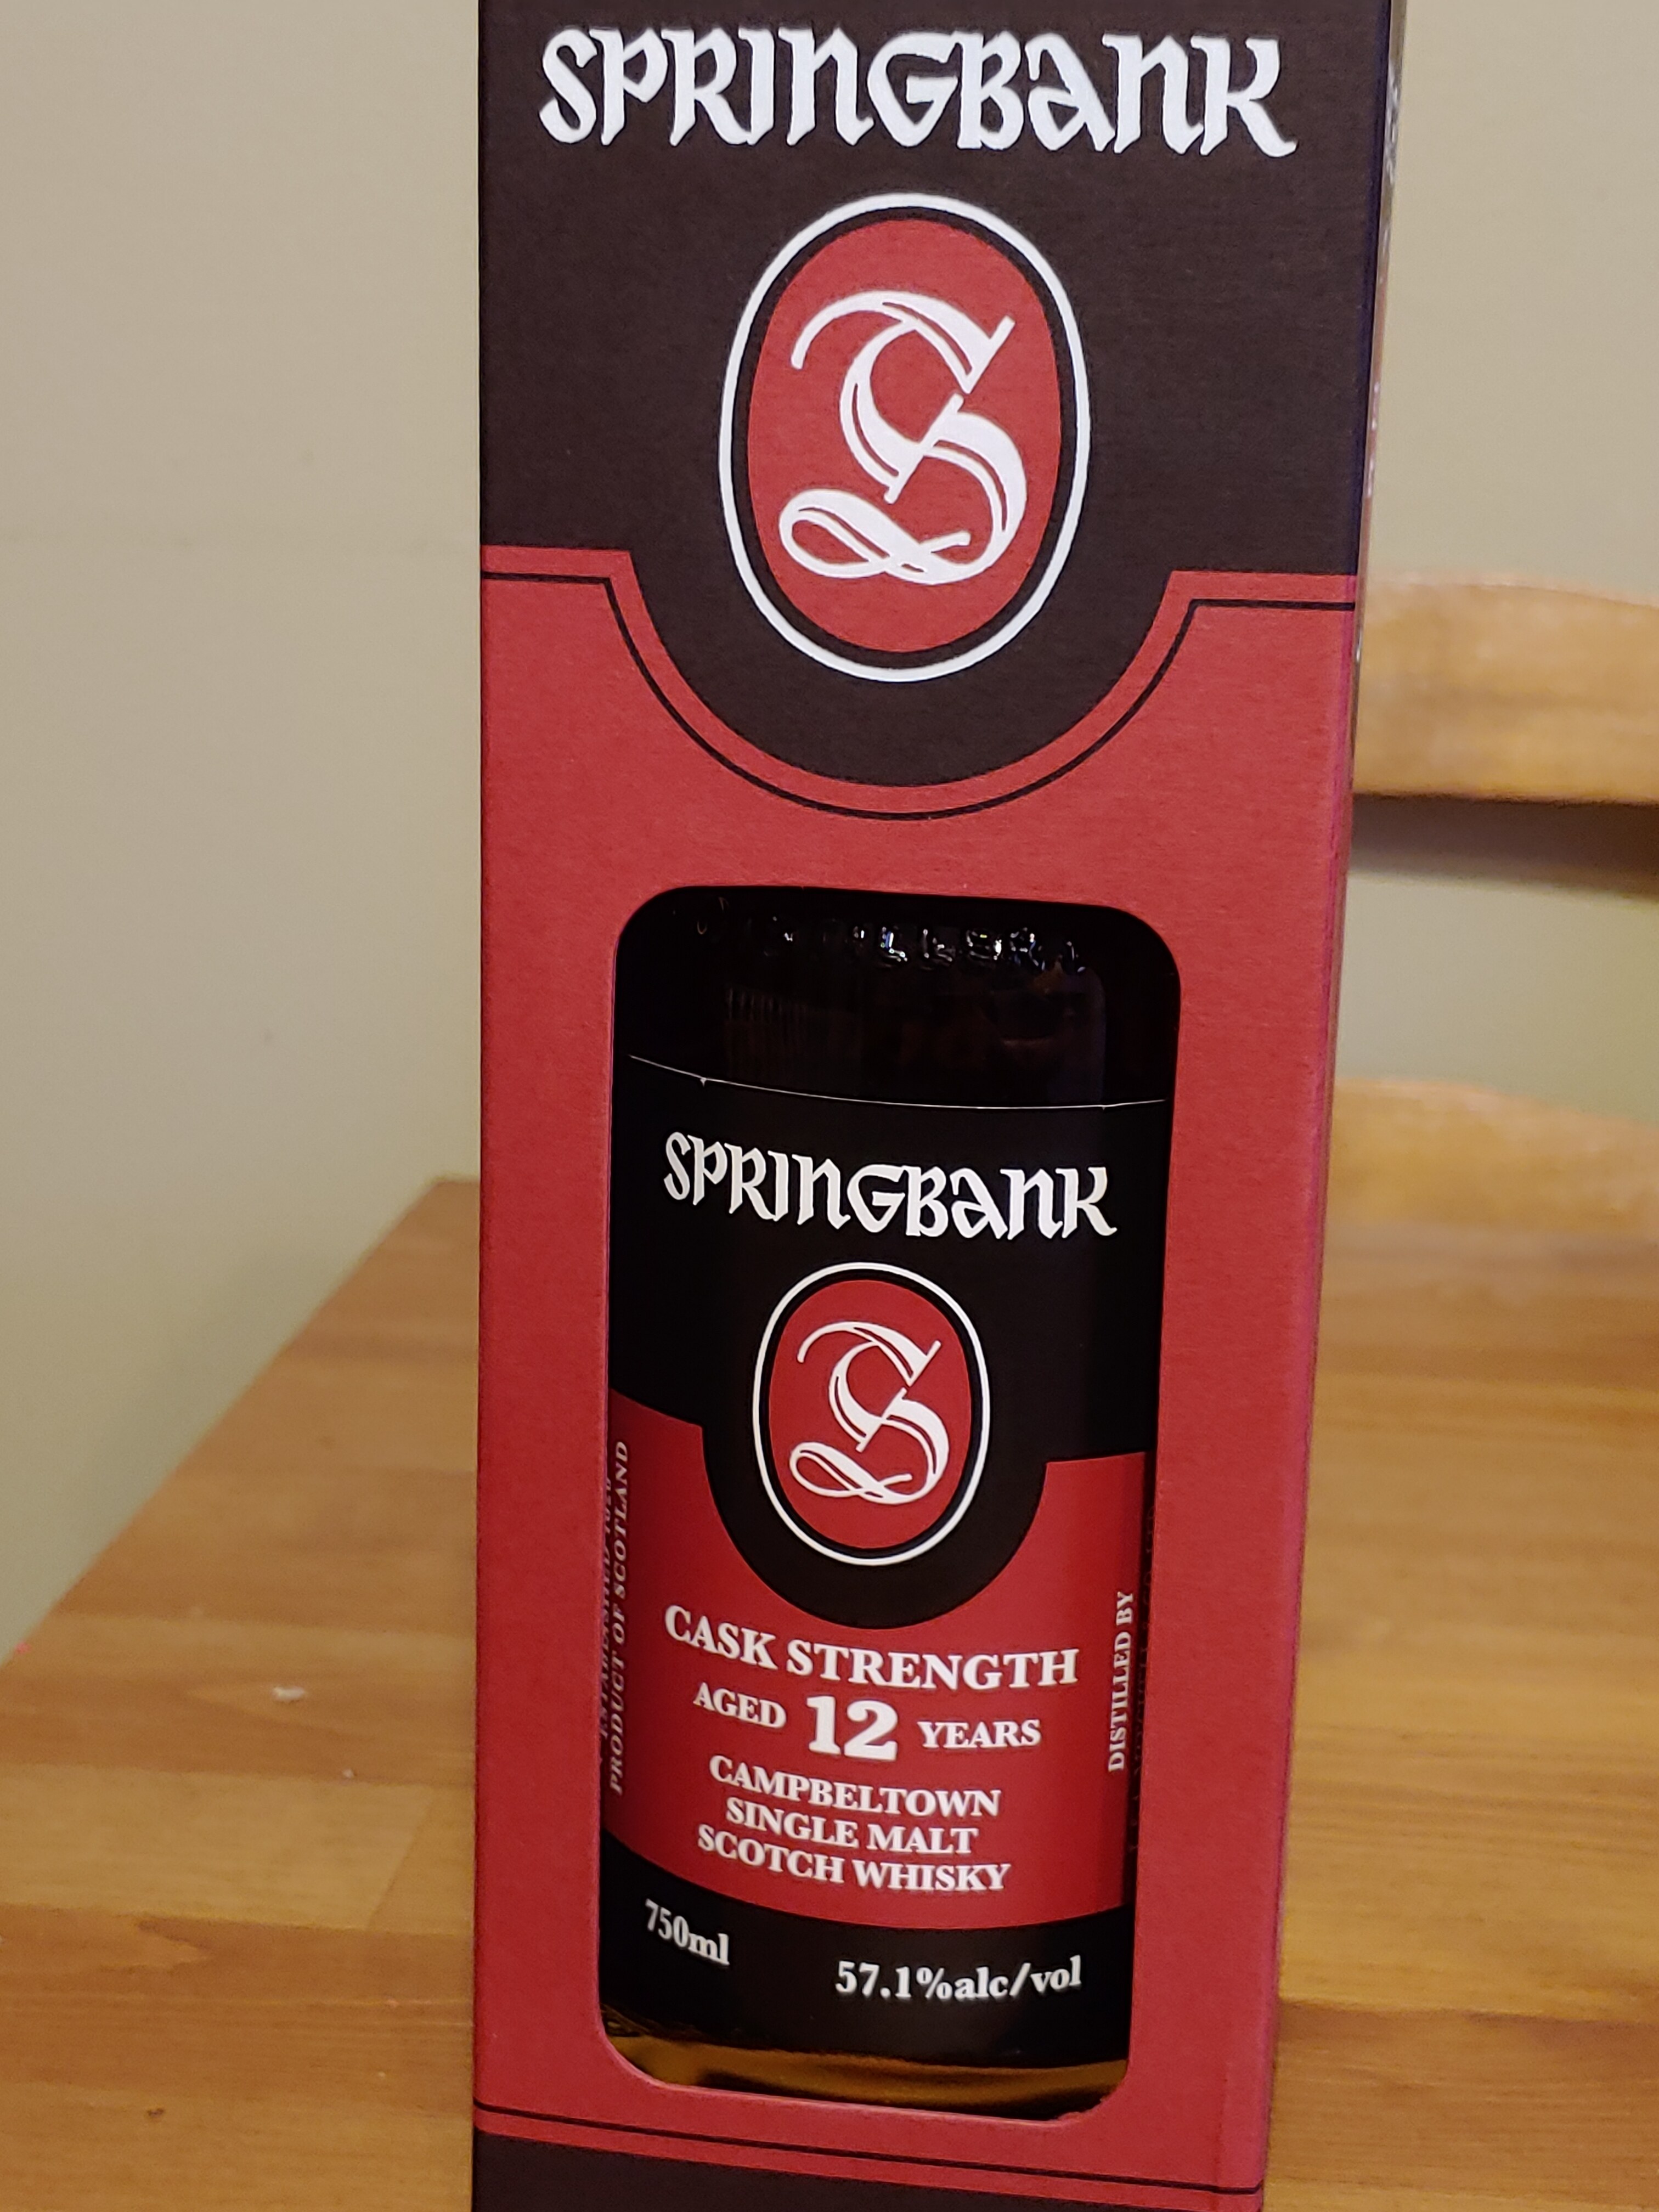 SPRINGBANK
S
DISTILLERY
SPRINGBANK
S
PRODUCT OF SCOTLAND
DISTILLED BY
CASK STRENGTH
AGED 12 YEARS
CAMPBELTOWN
SINGLE MALT
SCOTCH WHISKY
750ml
57.1%alc/vol